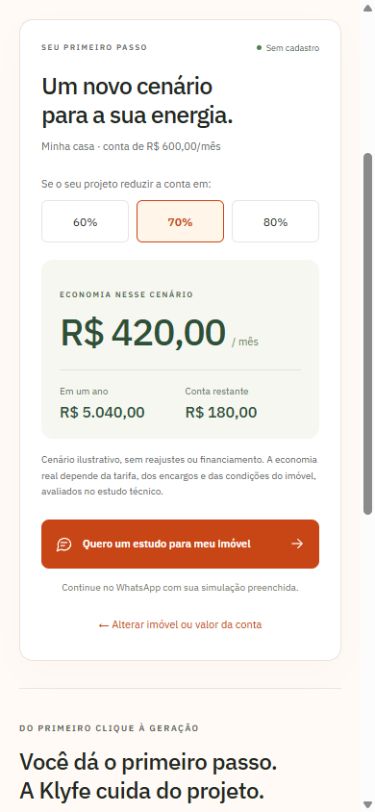 SEU PRIMEIRO PASSO
Sem cadastro
Um novo cenário
para a sua energia.
Minha casa · conta de R$ 600,00/mês
Se o seu projeto reduzir a conta em:
60%
70%
80%
ECONOMIA NESSE CENÁRIO
R$ 420,00 / mês
Em um ano
R$ 5.040,00
Conta restante
R$ 180,00
Cenário ilustrativo, sem reajustes ou financiamento. A economia
real depende da tarifa, dos encargos e das condições do imóvel,
avaliados no estudo técnico.
Quero um estudo para meu imóvel →
Continue no WhatsApp com sua simulação preenchida.
← Alterar imóvel ou valor da conta
DO PRIMEIRO CLIQUE À GERAÇÃO
Você dá o primeiro passo.
A Klyfe cuida do projeto.